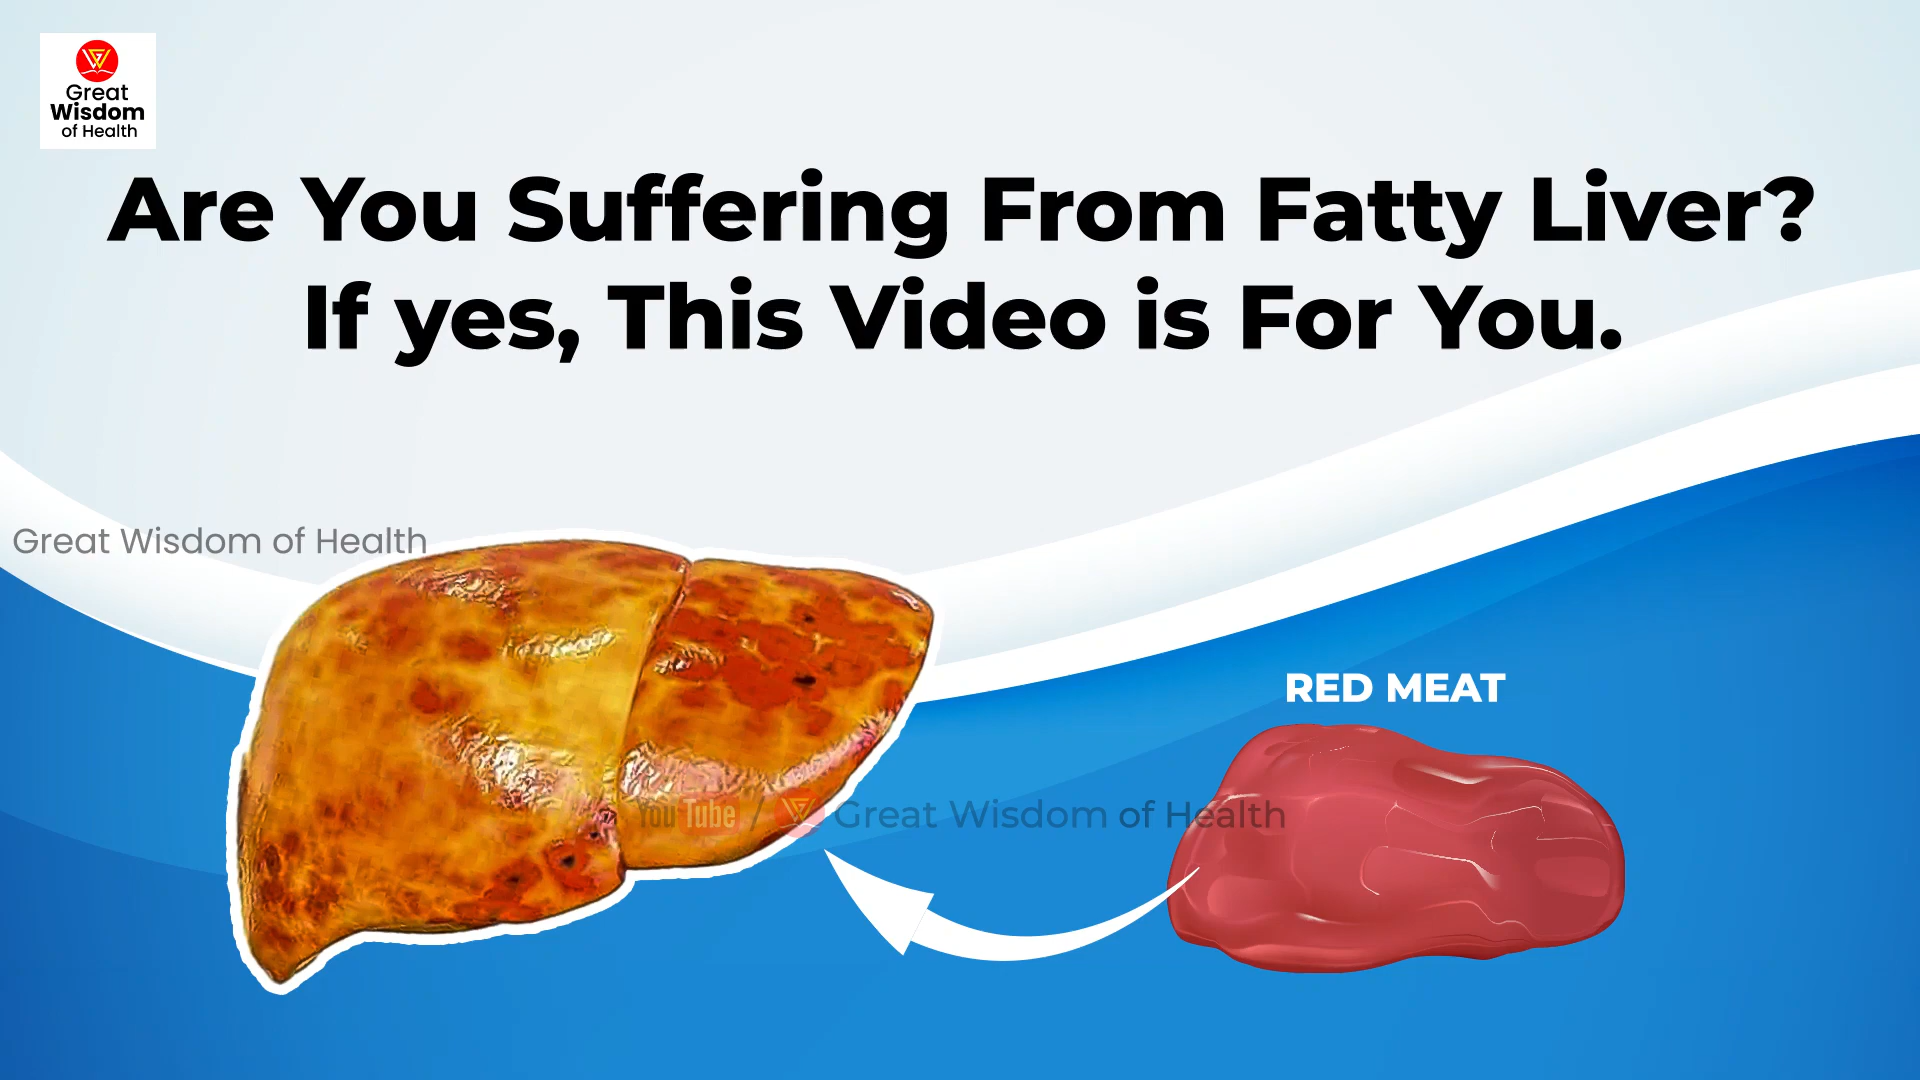 Great
Wisdom
of Health
Are You Suffering From Fatty Liver?
If yes, This Video is For You.
Great Wisdom of Health
RED MEAT
YouTube / Great Wisdom of Health